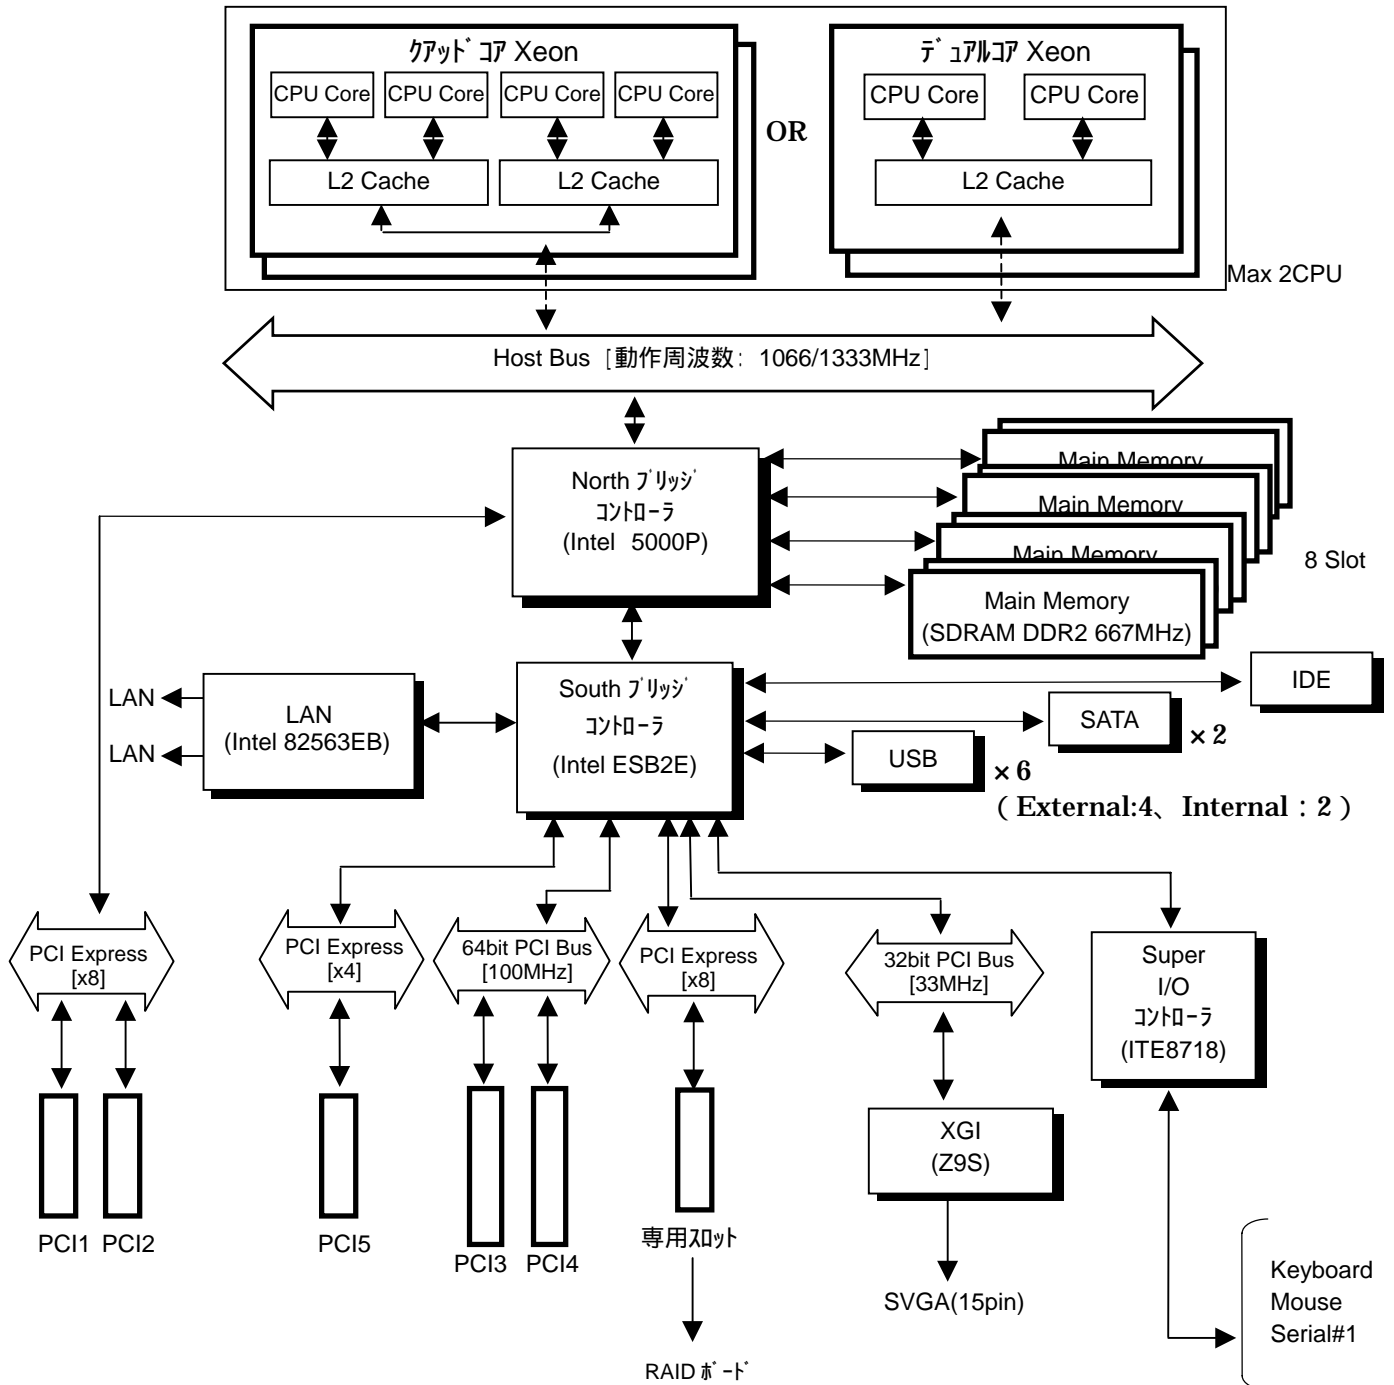 ｸｱｯﾄﾞｺｱ Xeon
ﾃﾞｭｱﾙｺｱ Xeon
CPU Core
CPU Core
CPU Core
CPU Core
CPU Core
CPU Core
OR
L2 Cache
L2 Cache
L2 Cache
Max 2CPU
Host Bus [動作周波数: 1066/1333MHz]
North ﾌﾞﾘｯｼﾞ
ｺﾝﾄﾛｰﾗ
(Intel 5000P)
Main Memory
Main Memory
Main Memory
Main Memory
(SDRAM DDR2 667MHz)
8 Slot
South ﾌﾞﾘｯｼﾞ
ｺﾝﾄﾛｰﾗ
(Intel ESB2E)
IDE
SATA
×2
USB
×6
（External:4、Internal：2）
LAN
LAN
LAN
(Intel 82563EB)
PCI Express
[x8]
PCI Express
[x4]
64bit PCI Bus
[100MHz]
PCI Express
[x8]
32bit PCI Bus
[33MHz]
Super
I/O
ｺﾝﾄﾛｰﾗ
(ITE8718)
XGI
(Z9S)
PCI1
PCI2
PCI5
PCI3
PCI4
専用ｽﾛｯﾄ
SVGA(15pin)
RAID ﾎﾞｰﾄﾞ
Keyboard
Mouse
Serial#1